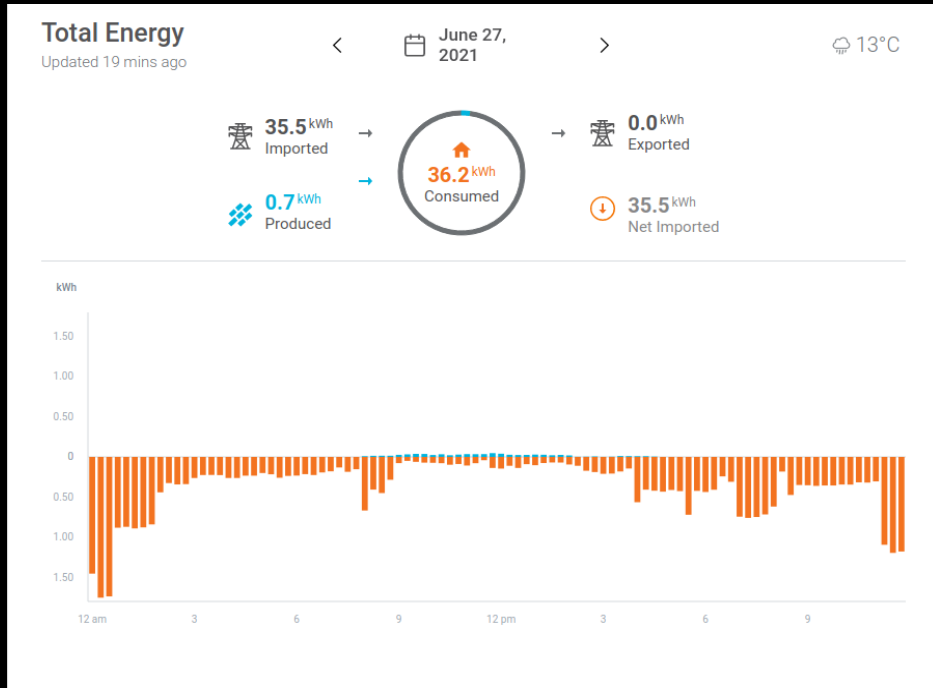 Total Energy
Updated 19 mins ago
June 27,
2021
13°C
35.5 kWh
Imported
0.7 kWh
Produced
36.2 kWh
Consumed
0.0 kWh
Exported
35.5 kWh
Net Imported
kWh
1.50
1.00
0.50
0
0.50
1.00
1.50
12 am 3 6 9 12 pm 3 6 9